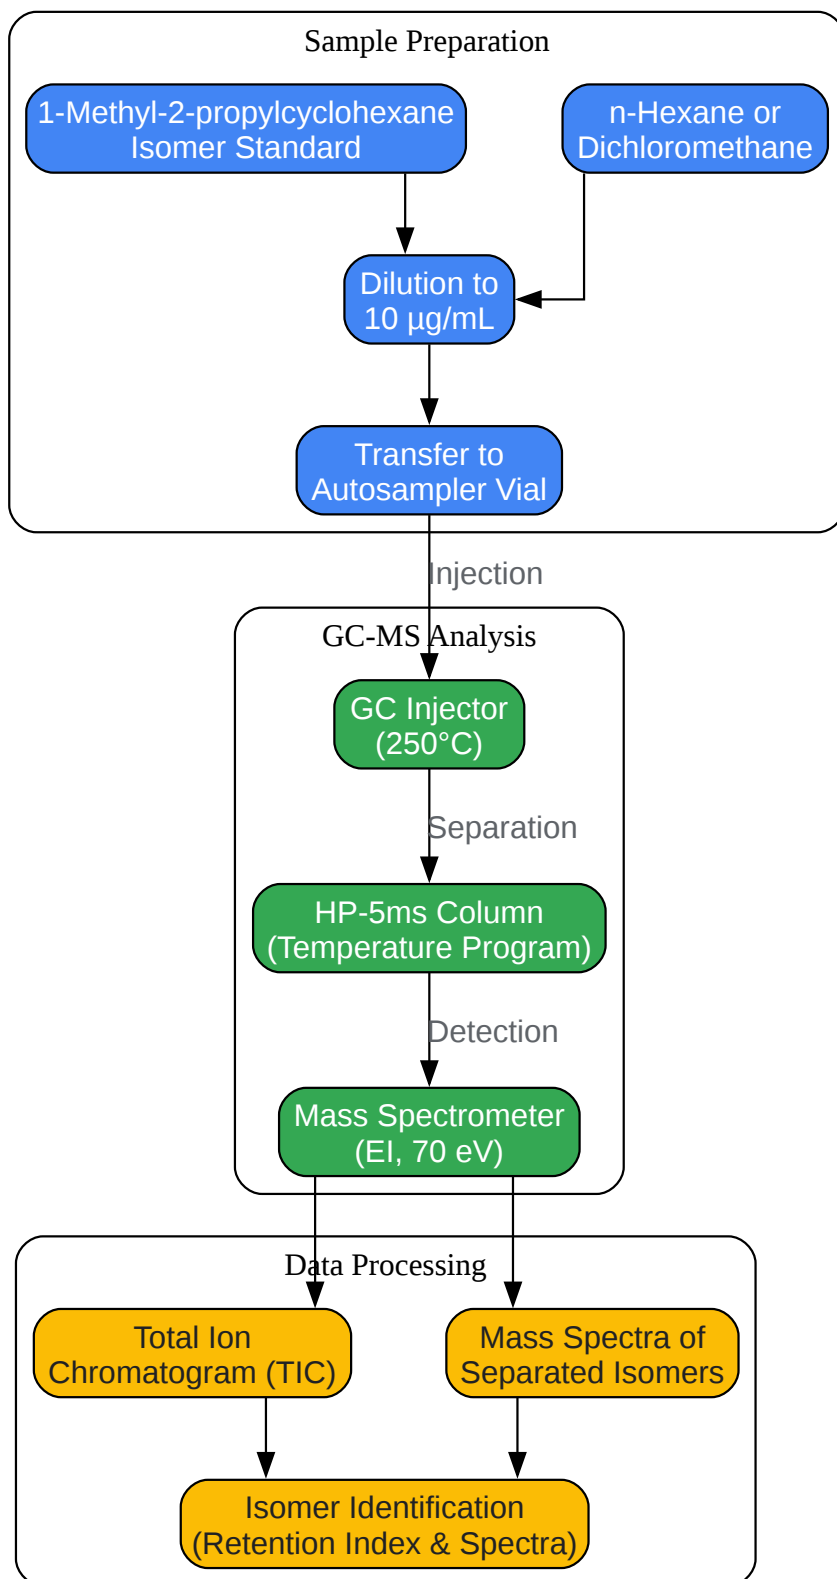 Sample Preparation
1-Methyl-2-propylcyclohexane
Isomer Standard
n-Hexane or
Dichloromethane
Dilution to
10 µg/mL
Transfer to
Autosampler Vial
Injection
GC-MS Analysis
GC Injector
(250°C)
Separation
HP-5ms Column
(Temperature Program)
Detection
Mass Spectrometer
(EI, 70 eV)
Data Processing
Total Ion
Chromatogram (TIC)
Mass Spectra of
Separated Isomers
Isomer Identification
(Retention Index & Spectra)